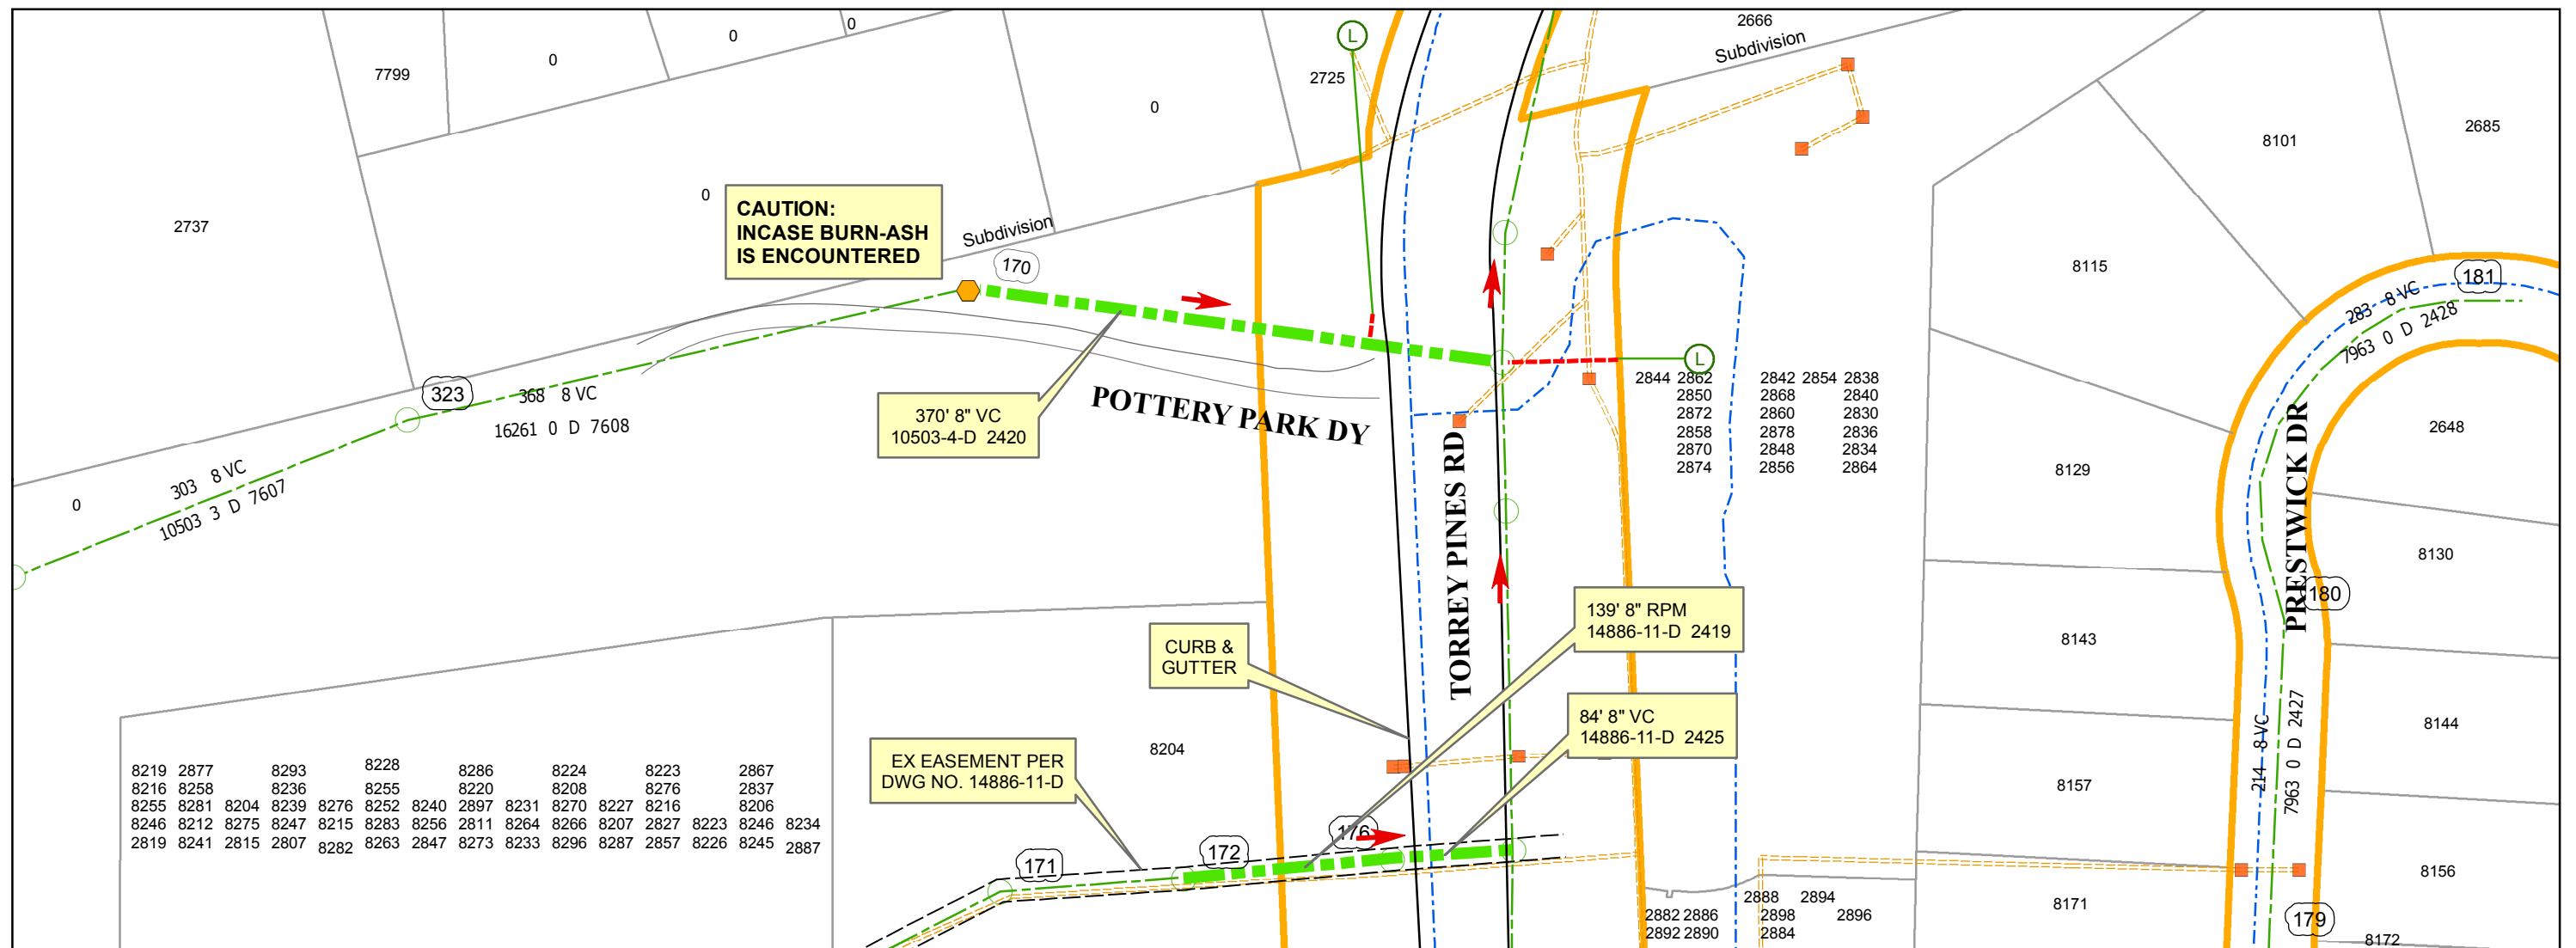 0
0
0
7799
2737
0
0
2725
L
2666
Subdivision
8101
2685
CAUTION:
INCASE BURN-ASH
IS ENCOUNTERED
Subdivision
170
8115
181
283 8 VC
7963 0 D 2428
323
368 8 VC
16261 0 D 7608
303 8 VC
10503 3 D 7607
0
370' 8" VC
10503-4-D 2420
POTTERY PARK DY
TORREY PINES RD
L
2844 2862 2842 2854 2838
2850 2868 2840
2872 2860 2830
2858 2878 2836
2870 2848 2834
2874 2856 2864
PRESTWICK DR
2648
8129
8130
180
8143
139' 8" RPM
14886-11-D 2419
CURB &
GUTTER
84' 8" VC
14886-11-D 2425
8204
EX EASEMENT PER
DWG NO. 14886-11-D
214 8 VC
7963 0 D 2427
8144
8157
8219 2877 8293 8228 8286 8224 8223 2867
8216 8258 8236 8255 8220 8208 8276 2837
8255 8281 8204 8239 8276 8252 8240 2897 8231 8270 8227 8216 8206
8246 8212 8275 8247 8215 8283 8256 2811 8264 8266 8207 2827 8223 8246 8234
2819 8241 2815 2807 8282 8263 2847 8273 8233 8296 8287 2857 8226 8245 2887
171
172
176
8156
8171
2888 2894
2882 2886 2898 2896
2892 2890 2884
179
8172